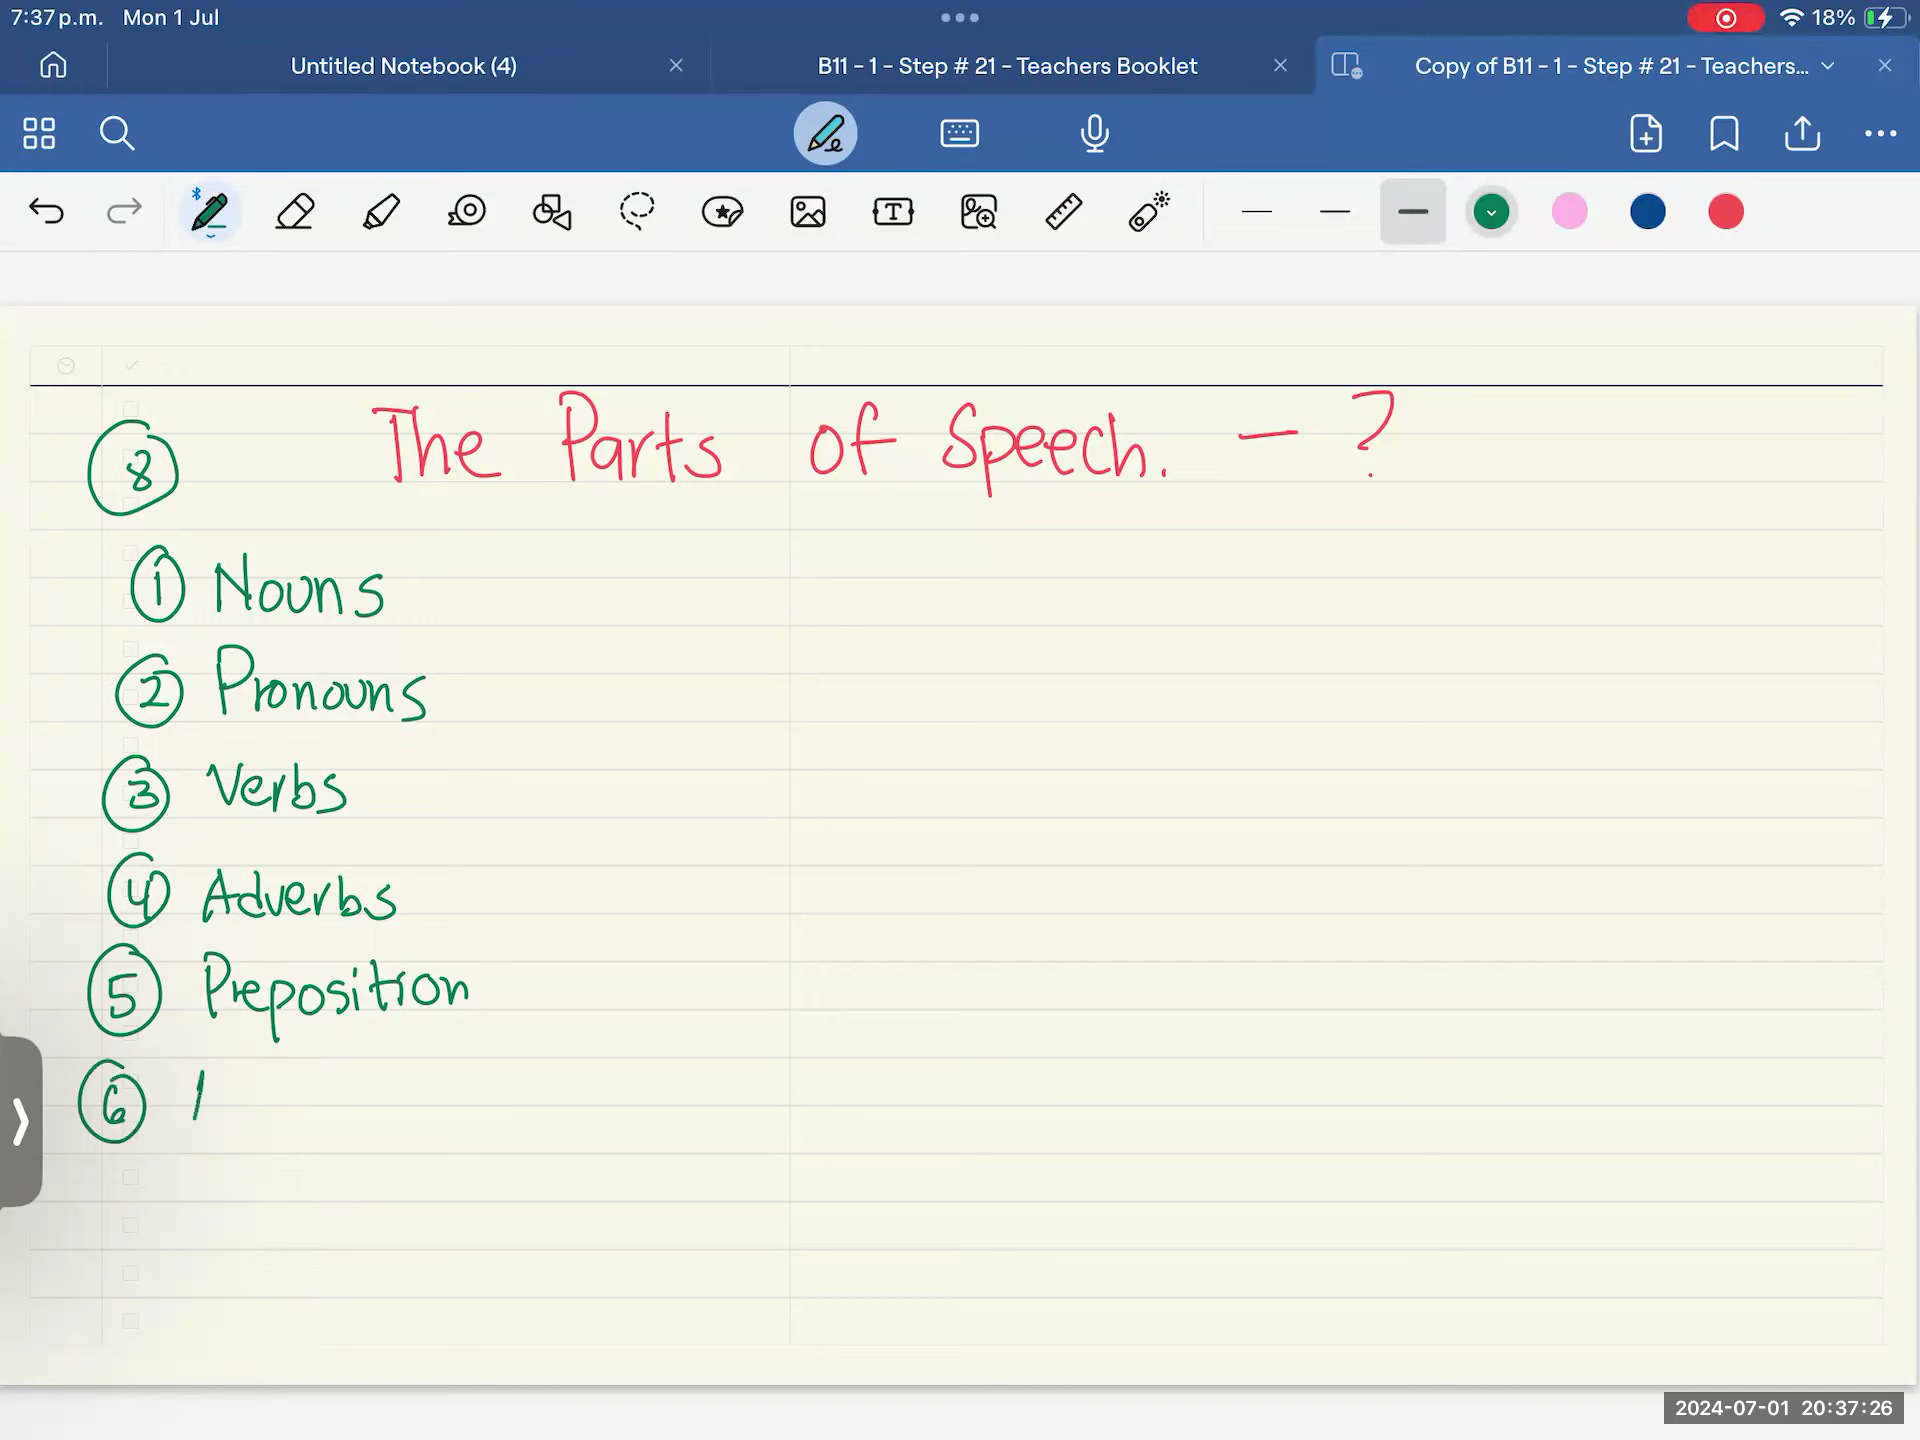 7:37 p.m. Mon 1 Jul
18%
Untitled Notebook (4)
B11 - 1 - Step # 21 - Teachers Booklet
Copy of B11 - 1 - Step # 21 - Teachers...
The Parts of Speech. — ?
8
1 Nouns
2 Pronouns
3 Verbs
4 Adverbs
5 Preposition
6
2024-07-01 20:37:26